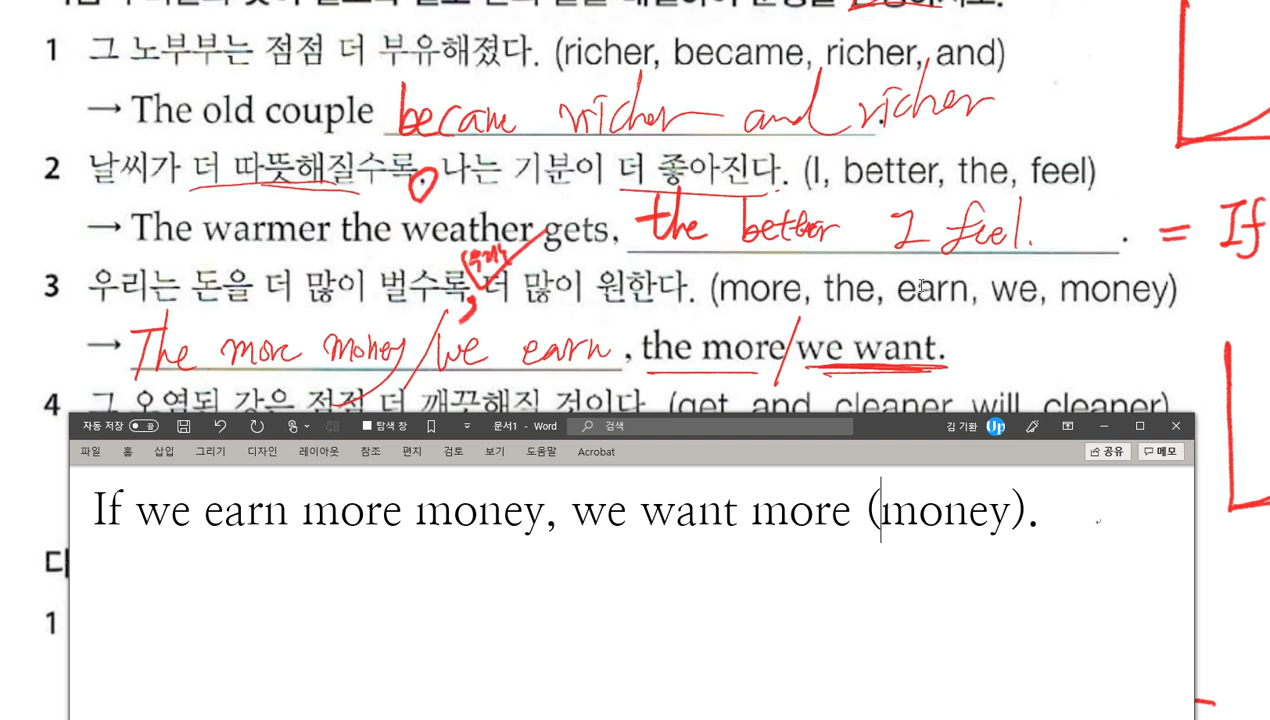 1 그 노부부는 점점 더 부유해졌다. (richer, became, richer, and)
→ The old couple became richer and richer.
2 날씨가 더 따뜻해질수록, 나는 기분이 더 좋아진다. (I, better, the, feel)
→ The warmer the weather gets, the better I feel. = If
3 우리는 돈을 더 많이 벌수록, 더 많이 원한다. (more, the, earn, we, money)
→ The more money / we earn, the more / we want.
4 그 오염된 강은 점점 더 깨끗해질 것이다. (get, and, cleaner, will, cleaner)
자동 저장 끔 탐색 창 문서1 - Word 검색 김 기환 Up
파일 홈 삽입 그리기 디자인 레이아웃 참조 편지 검토 보기 도움말 Acrobat 공유 메모
If we earn more money, we want more (money).
1